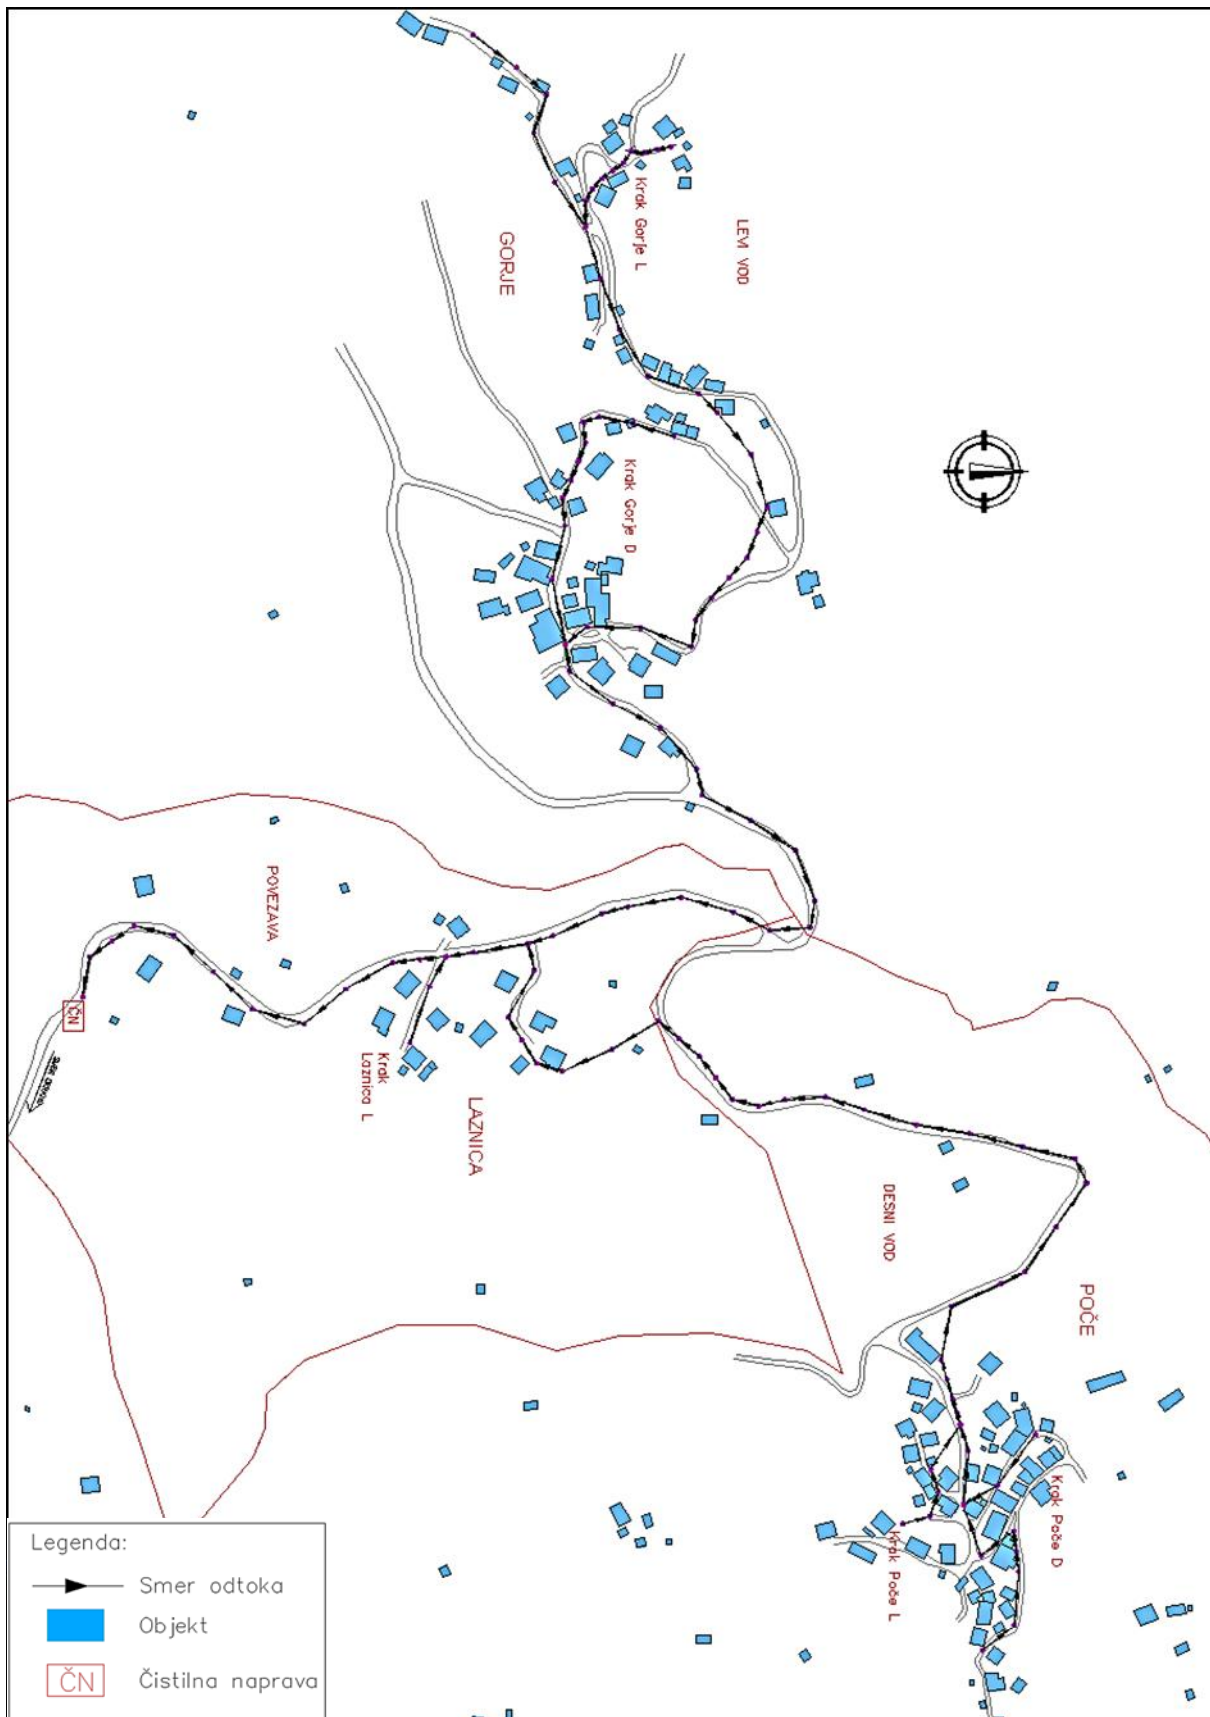 LEVI VOD
Krak Gorje L
GORJE
Krak Gorje D
POVEZAVA
ČN
Krak
Laznica L
LAZNICA
DESNI VOD
POČE
Krak Poče D
Krak Poče L
Legenda:
Smer odtoka
Objekt
ČN
Čistilna naprava